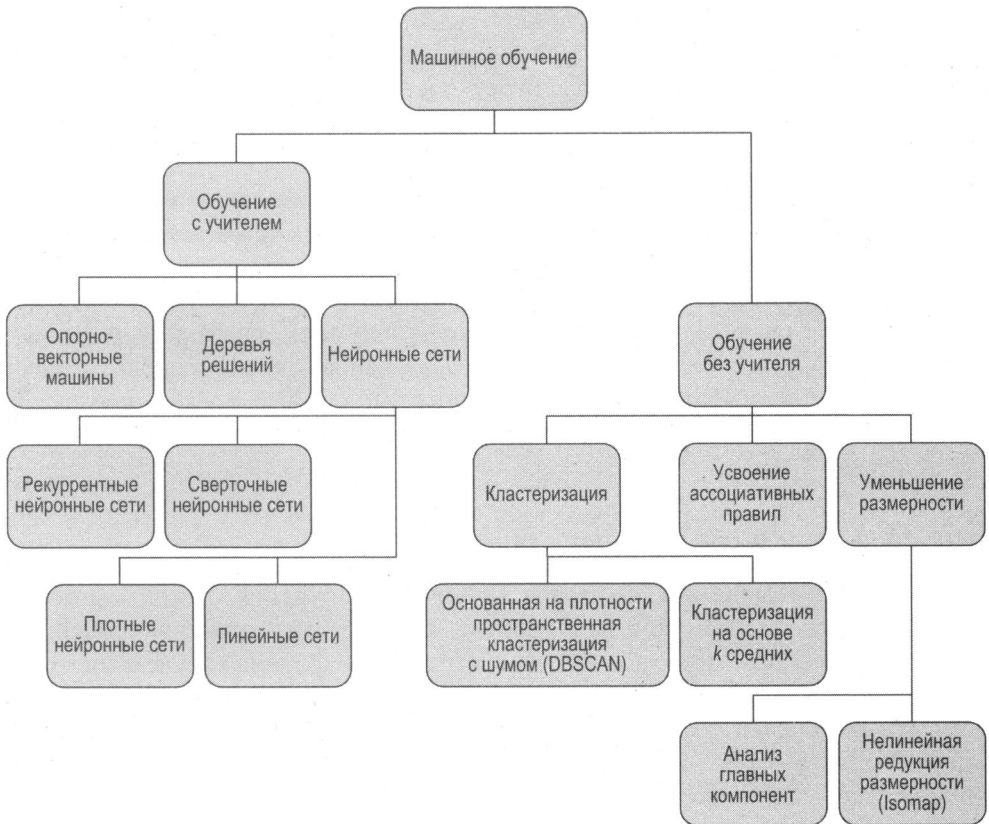 Машинное обучение
Обучение
с учителем
Опорно-
векторные
машины
Деревья
решений
Нейронные сети
Обучение
без учителя
Рекуррентные
нейронные сети
Сверточные
нейронные сети
Кластеризация
Усвоение
ассоциативных
правил
Уменьшение
размерности
Плотные
нейронные сети
Линейные сети
Основанная на плотности
пространственная
кластеризация
с шумом (DBSCAN)
Кластеризация
на основе
k средних
Анализ
главных
компонент
Нелинейная
редукция
размерности
(Isomap)